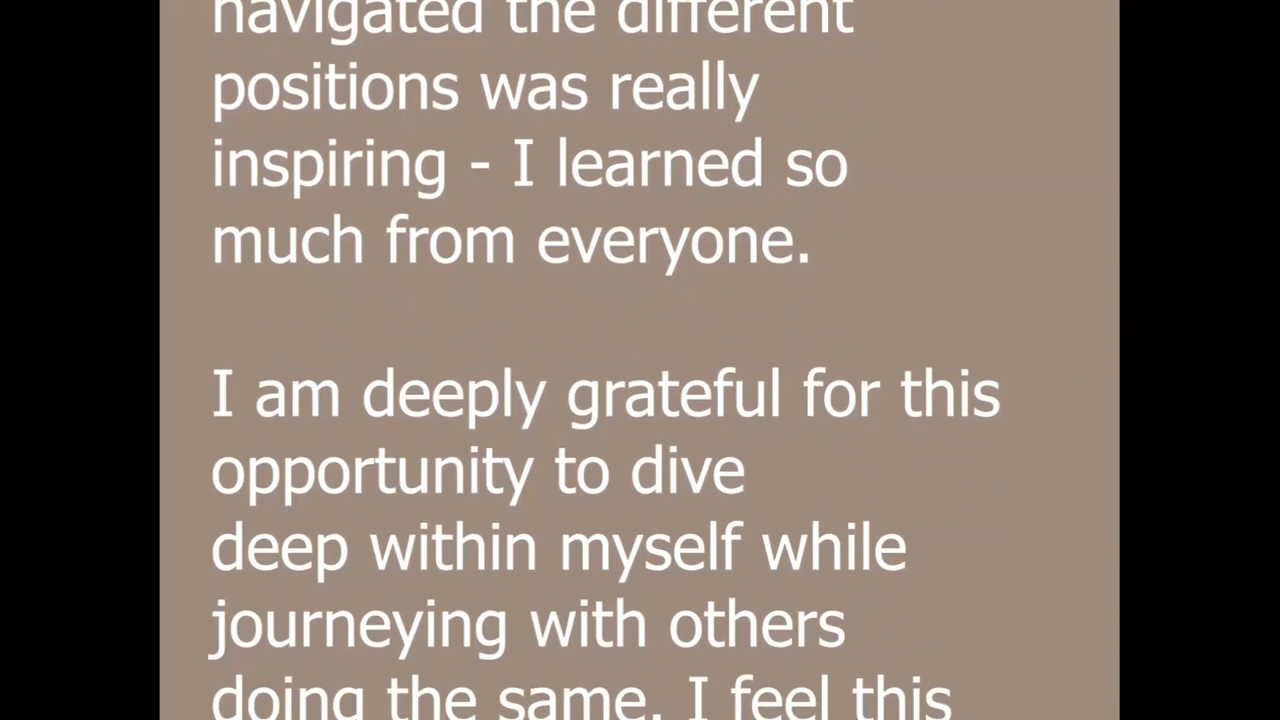 navigated the different
positions was really
inspiring - I learned so
much from everyone.
I am deeply grateful for this
opportunity to dive
deep within myself while
journeying with others
doing the same. I feel this